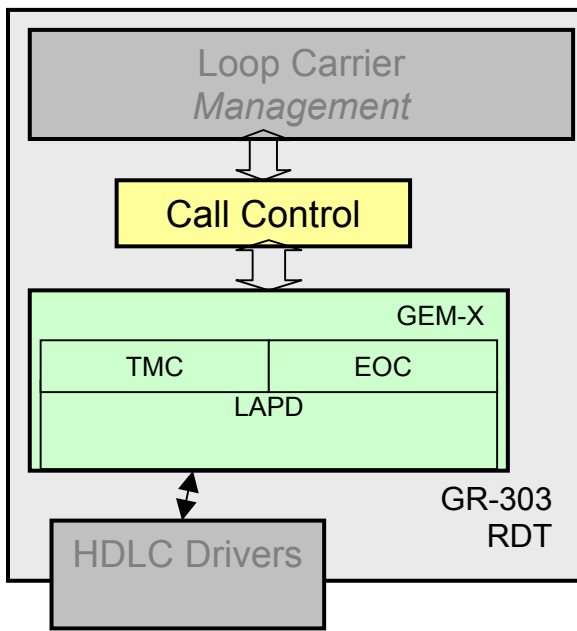 Loop Carrier
Management
Call Control
GEM-X
TMC EOC
LAPD
GR-303
RDT
HDLC Drivers